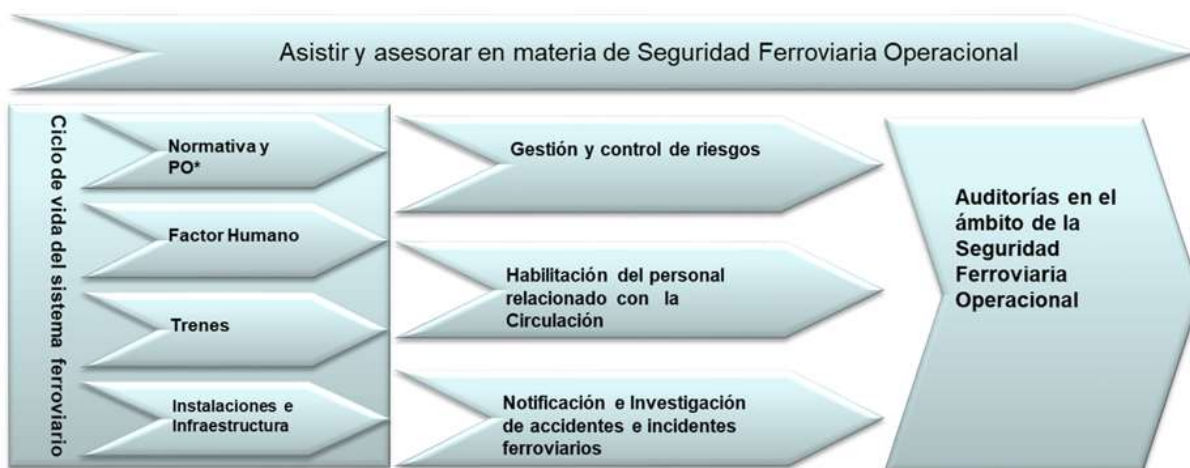 Asistir y asesorar en materia de Seguridad Ferroviaria Operacional
Ciclo de vida del sistema ferroviario
Normativa y
PO*
Factor Humano
Trenes
Instalaciones e
Infraestructura
Gestión y control de riesgos
Habilitación del personal
relacionado con la
Circulación
Notificación e Investigación
de accidentes e incidentes
ferroviarios
Auditorías en el
ámbito de la
Seguridad
Ferroviaria
Operacional